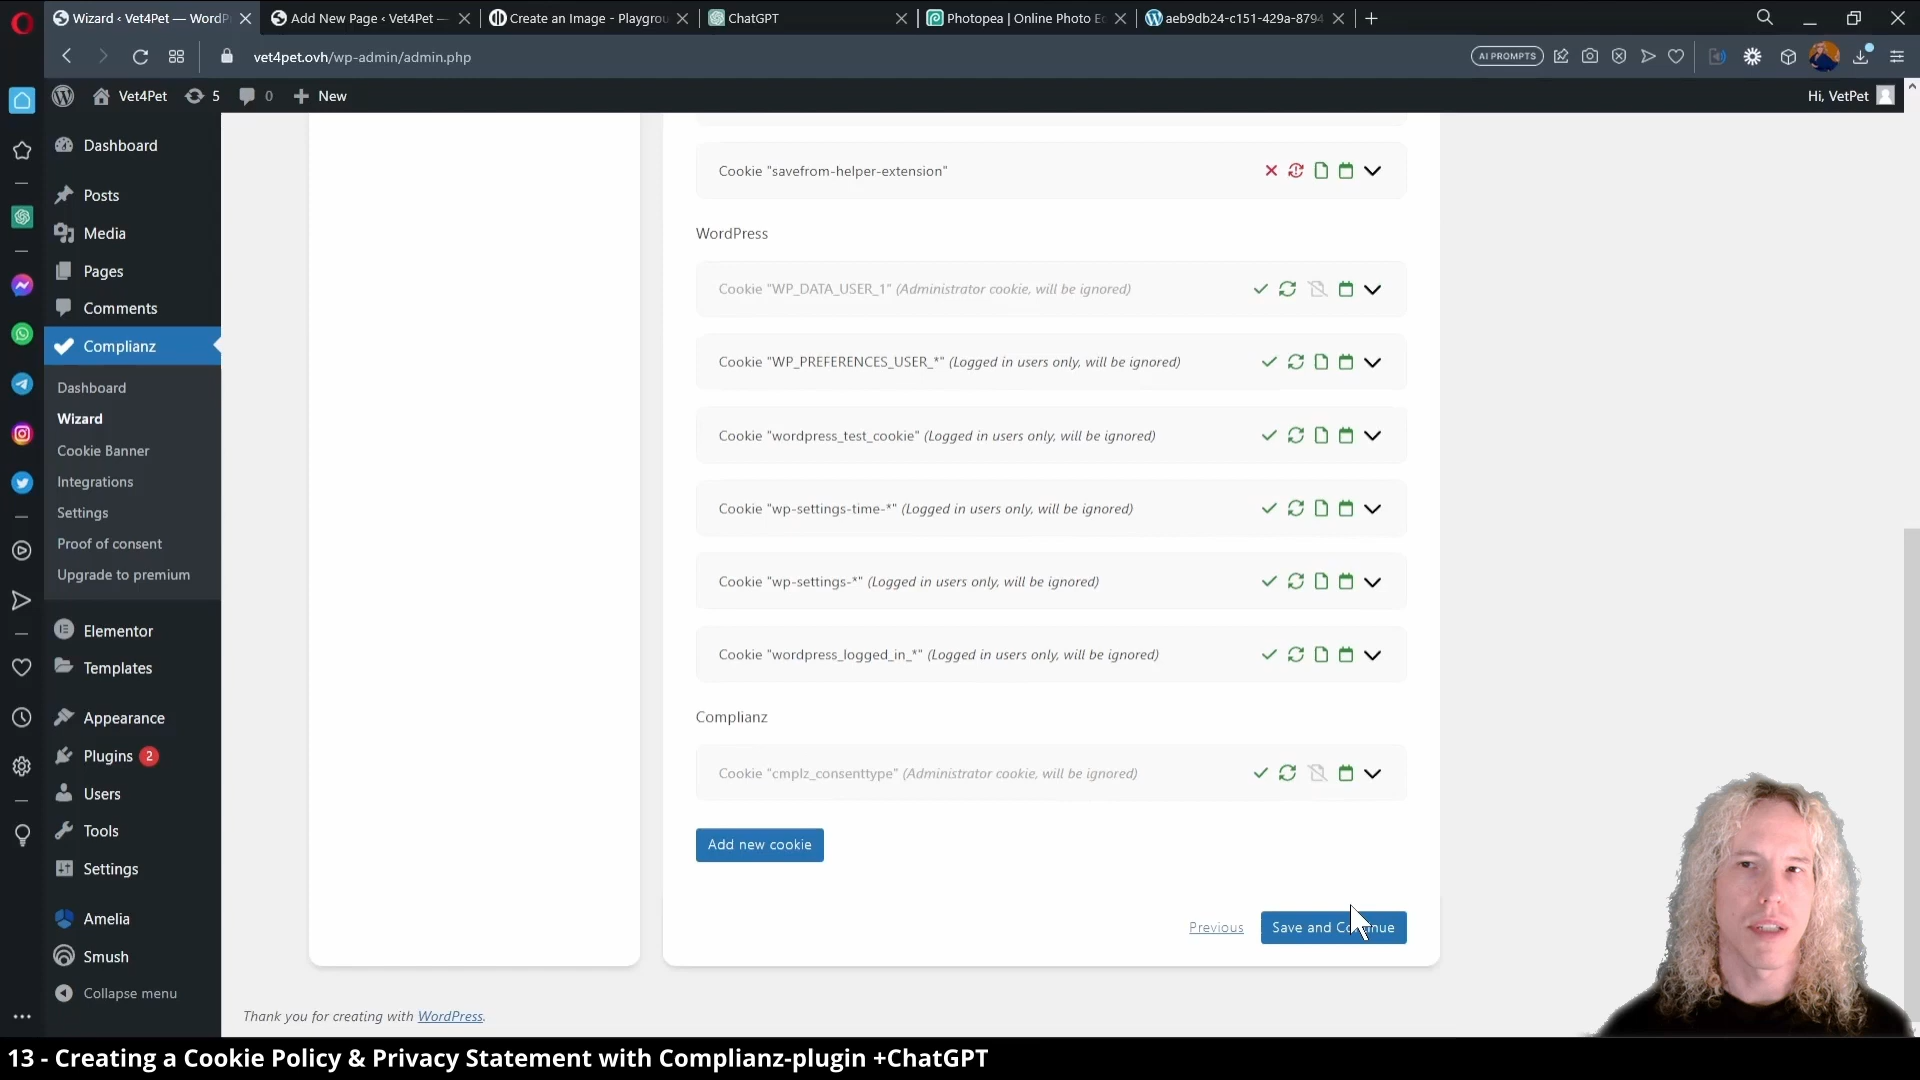 Wizard ‹ Vet4Pet — WordP
Add New Page ‹ Vet4Pet —
Create an Image - Playgrou
ChatGPT
Photopea | Online Photo E
aeb9db24-c151-429a-8794
vet4pet.ovh/wp-admin/admin.php
AI PROMPTS
Vet4Pet
5
0
New
Hi, VetPet
Dashboard
Posts
Media
Pages
Comments
Complianz
Dashboard
Wizard
Cookie Banner
Integrations
Settings
Proof of consent
Upgrade to premium
Elementor
Templates
Appearance
Plugins 2
Users
Tools
Settings
Amelia
Smush
Collapse menu
Cookie "savefrom-helper-extension"
WordPress
Cookie "WP_DATA_USER_1" (Administrator cookie, will be ignored)
Cookie "WP_PREFERENCES_USER_*" (Logged in users only, will be ignored)
Cookie "wordpress_test_cookie" (Logged in users only, will be ignored)
Cookie "wp-settings-time-*" (Logged in users only, will be ignored)
Cookie "wp-settings-*" (Logged in users only, will be ignored)
Cookie "wordpress_logged_in_*" (Logged in users only, will be ignored)
Complianz
Cookie "cmplz_consenttype" (Administrator cookie, will be ignored)
Add new cookie
Previous
Save and Continue
Thank you for creating with WordPress.
13 - Creating a Cookie Policy & Privacy Statement with Complianz-plugin +ChatGPT